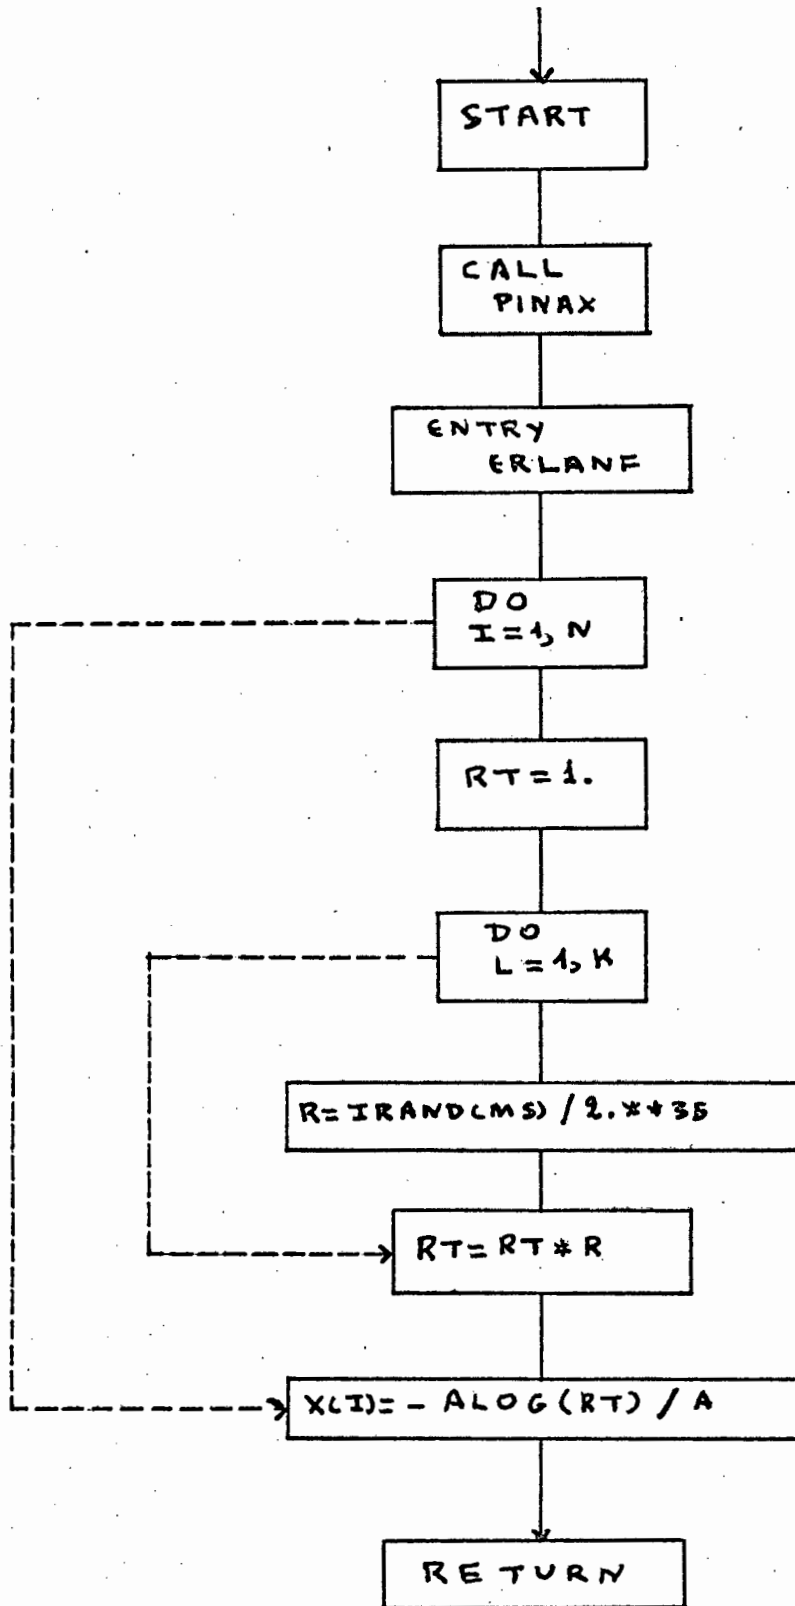 START
CALL
PINAX
ENTRY
ERLANF
DO
I=1, N
RT=1.
DO
L=1, K
R=IRAND(MS) / 2.**35
RT=RT*R
X(I)=- ALOG(RT) / A
RETURN